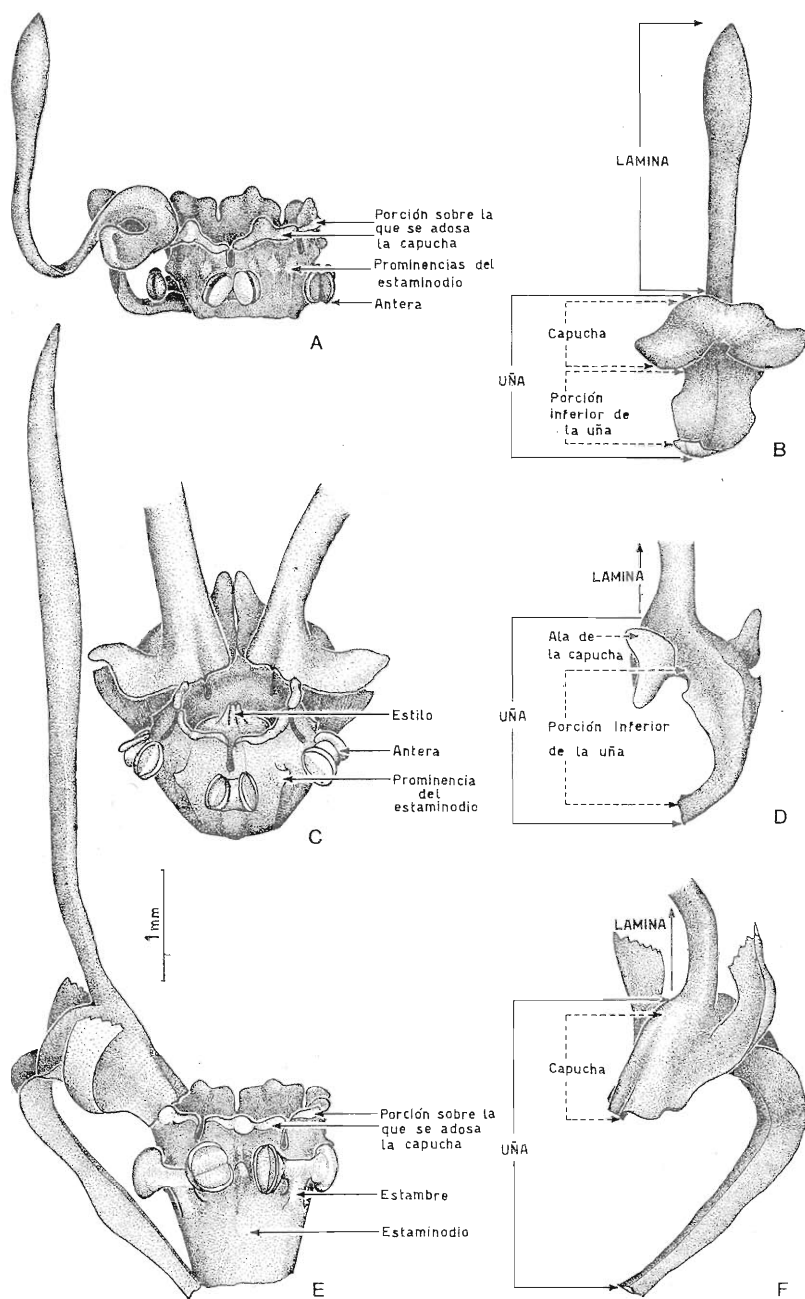 Porción sobre la
que se adosa
la capucha
Prominencias del
estaminodio
Antera
A
LAMINA
Capucha
UÑA
Porción
inferior de
la uña
B
Estilo
Antera
Prominencia
del
estaminodio
C
LAMINA
Ala de
la capucha
UÑA
Porción Inferior
de la uña
D
1mm
Porción sobre la
que se adosa
la capucha
Estambre
Estaminodio
E
LAMINA
Capucha
UÑA
F